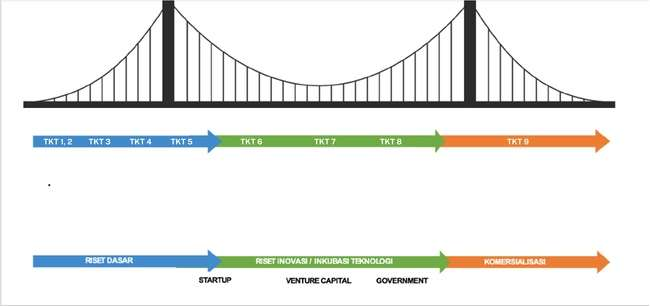 TKT 1, 2 TKT 3 TKT 4 TKT 5 TKT 6 TKT 7 TKT 8 TKT 9
RISET DASAR RISET INOVASI / INKUBASI TEKNOLOGI KOMERSIALISASI
STARTUP VENTURE CAPITAL GOVERNMENT